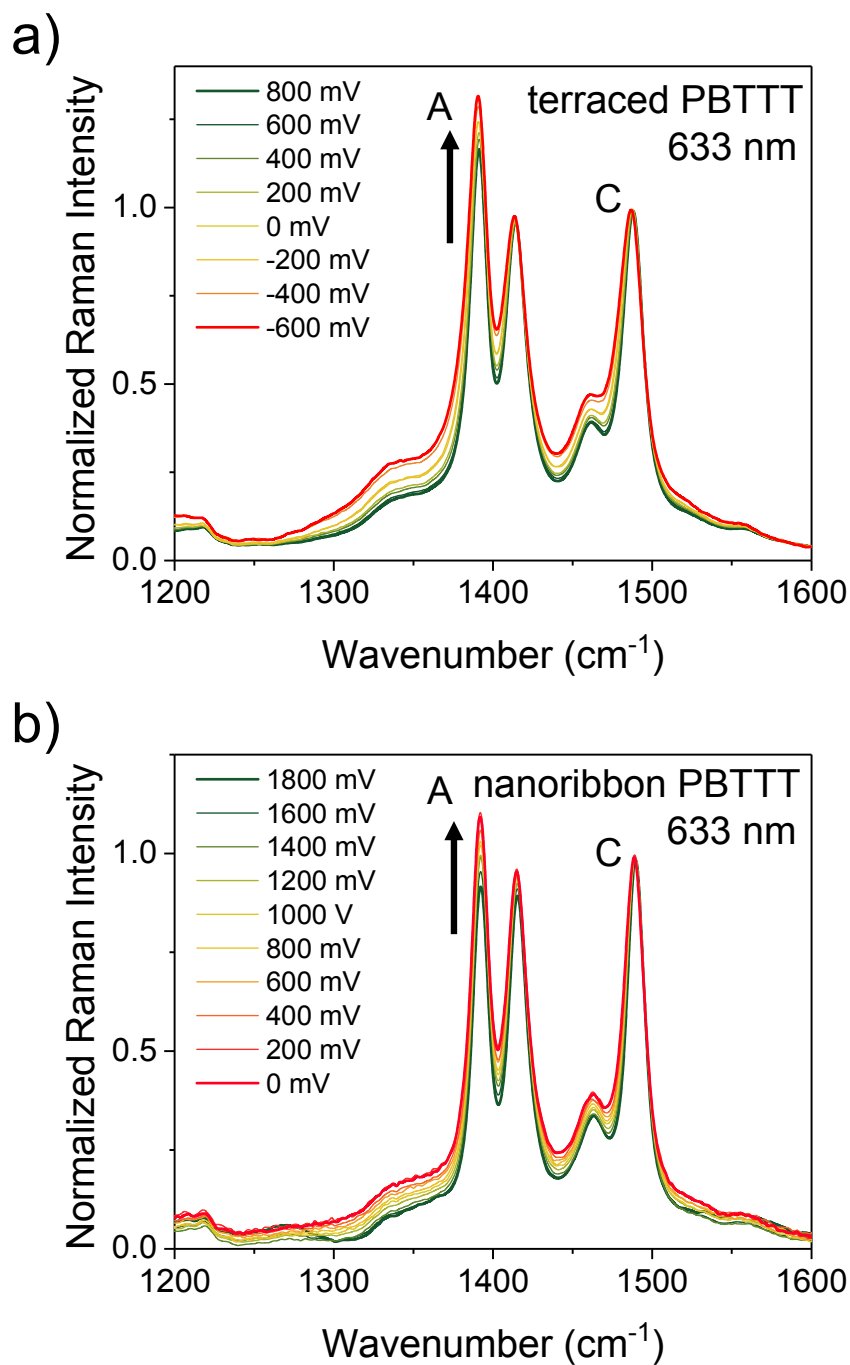 a)
800 mV
600 mV
400 mV
200 mV
0 mV
-200 mV
-400 mV
-600 mV
A
terraced PBTTT
633 nm
C
1.0
0.5
0.0
Normalized Raman Intensity
1200
1300
1400
1500
1600
Wavenumber (cm⁻¹)
b)
1800 mV
1600 mV
1400 mV
1200 mV
1000 V
800 mV
600 mV
400 mV
200 mV
0 mV
A
nanoribbon PBTTT
633 nm
C
1.0
0.5
0.0
Normalized Raman Intensity
1200
1300
1400
1500
1600
Wavenumber (cm⁻¹)